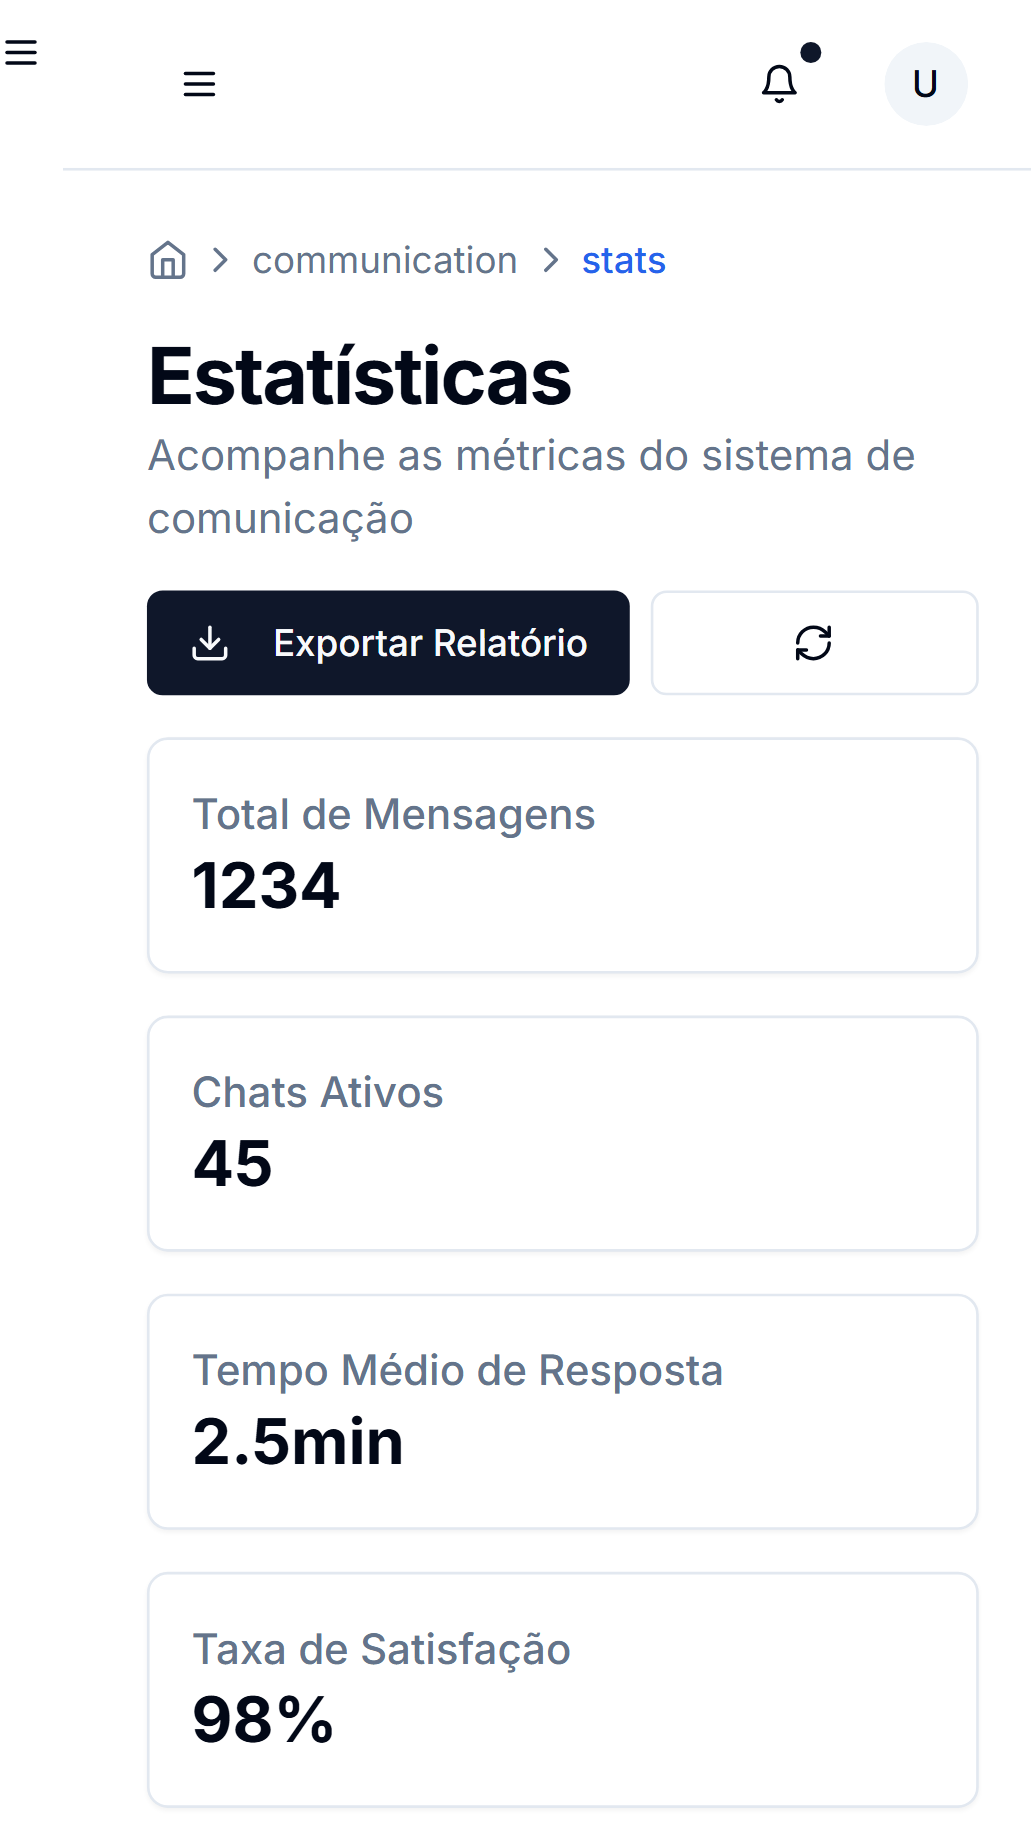 U
communication
stats
Estatísticas
Acompanhe as métricas do sistema de
comunicação
Exportar Relatório
Total de Mensagens
1234
Chats Ativos
45
Tempo Médio de Resposta
2.5min
Taxa de Satisfação
98%